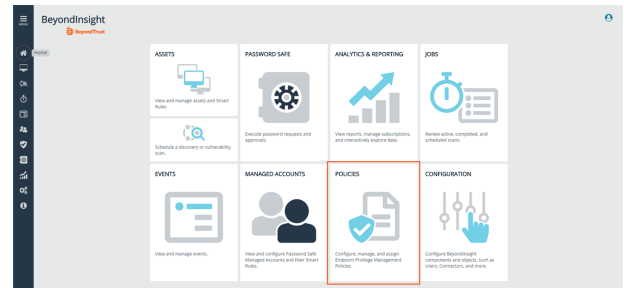 MENU
BeyondInsight
BeyondTrust
Home
ASSETS
View and manage assets and Smart
Rules
Schedule a discovery or vulnerability
scan.
PASSWORD SAFE
Execute password requests and
approvals.
ANALYTICS & REPORTING
View reports, manage subscriptions,
and interactively explore data.
JOBS
Review active, completed, and
scheduled scans.
EVENTS
View and manage events.
MANAGED ACCOUNTS
View and configure Password Safe
Managed Accounts and their Smart
Rules.
POLICIES
Configure, manage, and assign
Endpoint Privilege Management
Policies.
CONFIGURATION
Configure BeyondInsight
components and objects, such as
Users, Connectors, and more.